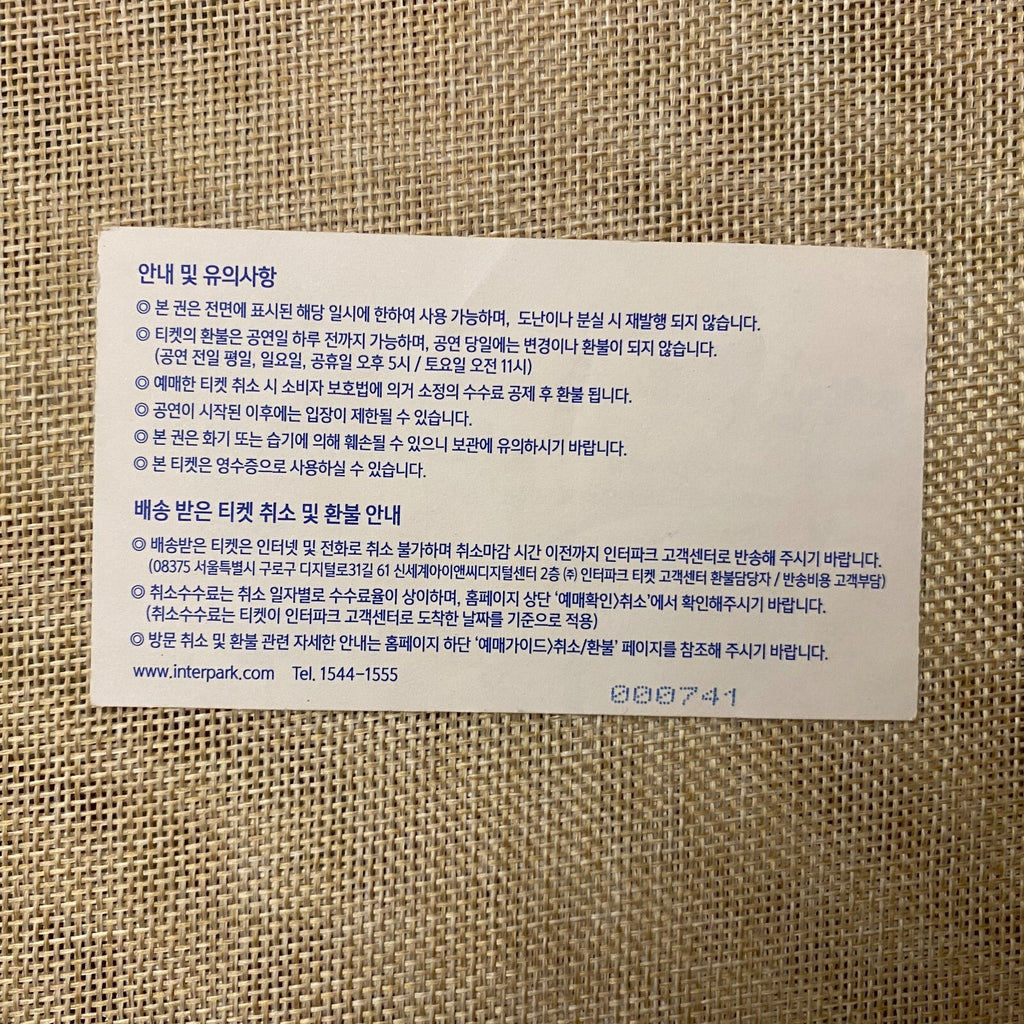 안내 및 유의사항
◎ 본 권은 전면에 표시된 해당 일시에 한하여 사용 가능하며, 도난이나 분실 시 재발행 되지 않습니다.
◎ 티켓의 환불은 공연일 하루 전까지 가능하며, 공연 당일에는 변경이나 환불이 되지 않습니다.
(공연 전일 평일, 일요일, 공휴일 오후 5시 / 토요일 오전 11시)
◎ 예매한 티켓 취소 시 소비자 보호법에 의거 소정의 수수료 공제 후 환불 됩니다.
◎ 공연이 시작된 이후에는 입장이 제한될 수 있습니다.
◎ 본 권은 화기 또는 습기에 의해 훼손될 수 있으니 보관에 유의하시기 바랍니다.
◎ 본 티켓은 영수증으로 사용하실 수 있습니다.
배송 받은 티켓 취소 및 환불 안내
◎ 배송받은 티켓은 인터넷 및 전화로 취소 불가하며 취소마감 시간 이전까지 인터파크 고객센터로 반송해 주시기 바랍니다.
(08375 서울특별시 구로구 디지털로31길 61 신세계아이앤씨디지털센터 2층 ㈜ 인터파크 티켓 고객센터 환불담당자 / 반송비용 고객부담)
◎ 취소수수료는 취소 일자별로 수수료율이 상이하며, 홈페이지 상단 ‘예매확인>취소’에서 확인해주시기 바랍니다.
(취소수수료는 티켓이 인터파크 고객센터로 도착한 날짜를 기준으로 적용)
◎ 방문 취소 및 환불 관련 자세한 안내는 홈페이지 하단 ‘예매가이드>취소/환불’ 페이지를 참조해 주시기 바랍니다.
www.interpark.com Tel. 1544-1555
000741